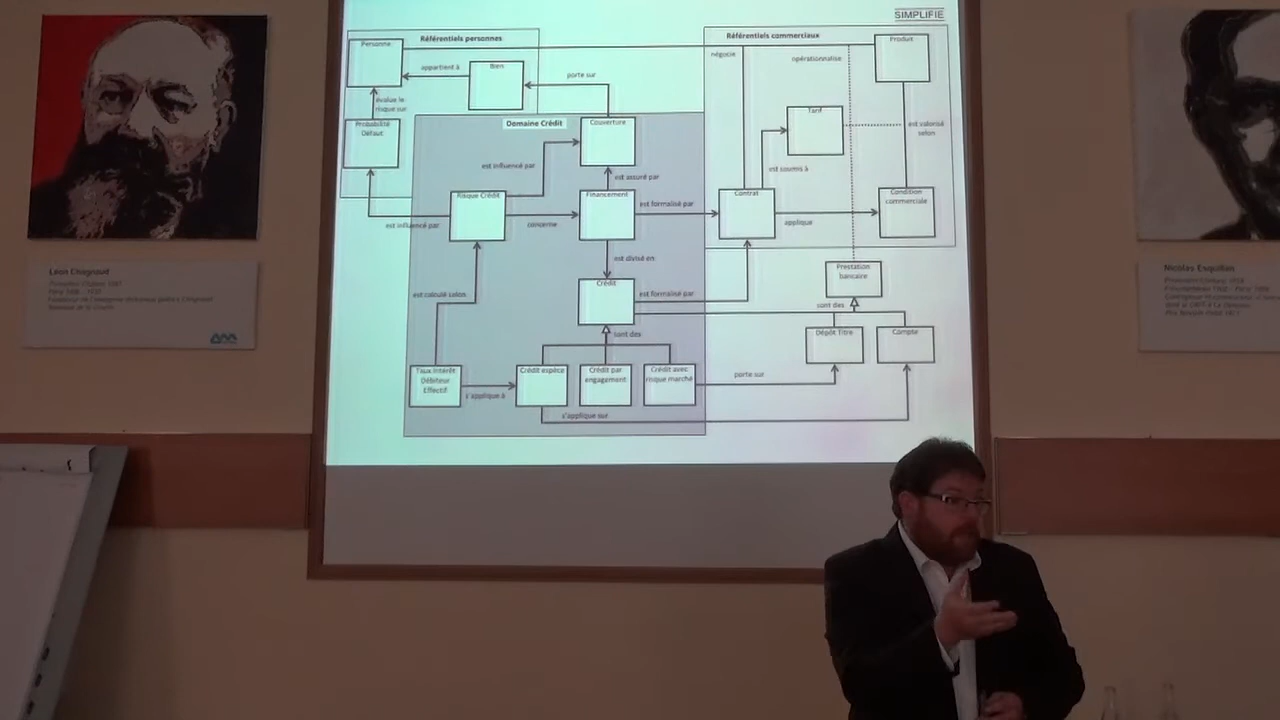 SIMPLIFIE
Référentiels personnes
Référentiels commerciaux
Personne
Produit
négocie
opérationnalise
appartient à
Bien
porte sur
évalue le
risque sur
Probabilité
Défaut
Domaine Crédit
Couverture
Tarif
est valorisé
selon
est influencé par
est assuré par
est soumis à
Risque Crédit
Financement
est formalisé par
Contrat
Condition
commerciale
est influencé par
concerne
applique
est divisé en
Prestation
bancaire
est calculé selon
Crédit
est formalisé par
sont des
sont des
Dépôt Titre
Compte
Taux Intérêt
Débiteur
Effectif
s'applique à
Crédit espèce
Crédit par
engagement
Crédit avec
risque marché
porte sur
s'applique sur
Léon Chagnaud
Nicolas Esquillan